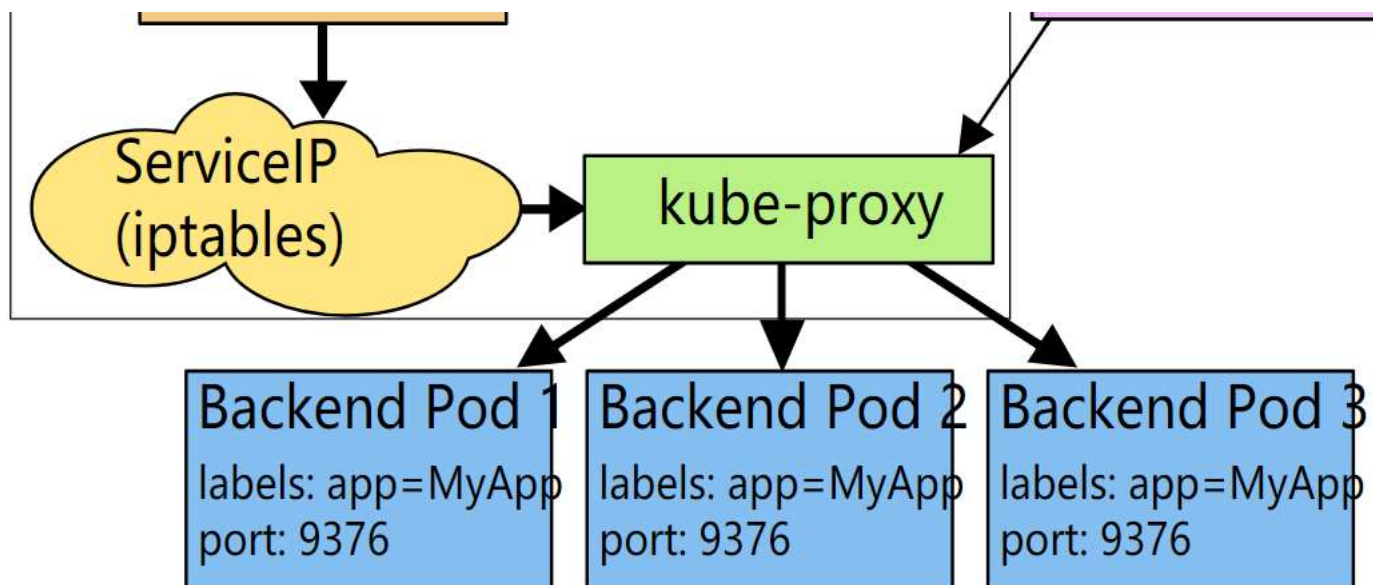 ServiceIP
(iptables)
kube-proxy
Backend Pod 1
labels: app=MyApp
port: 9376
Backend Pod 2
labels: app=MyApp
port: 9376
Backend Pod 3
labels: app=MyApp
port: 9376